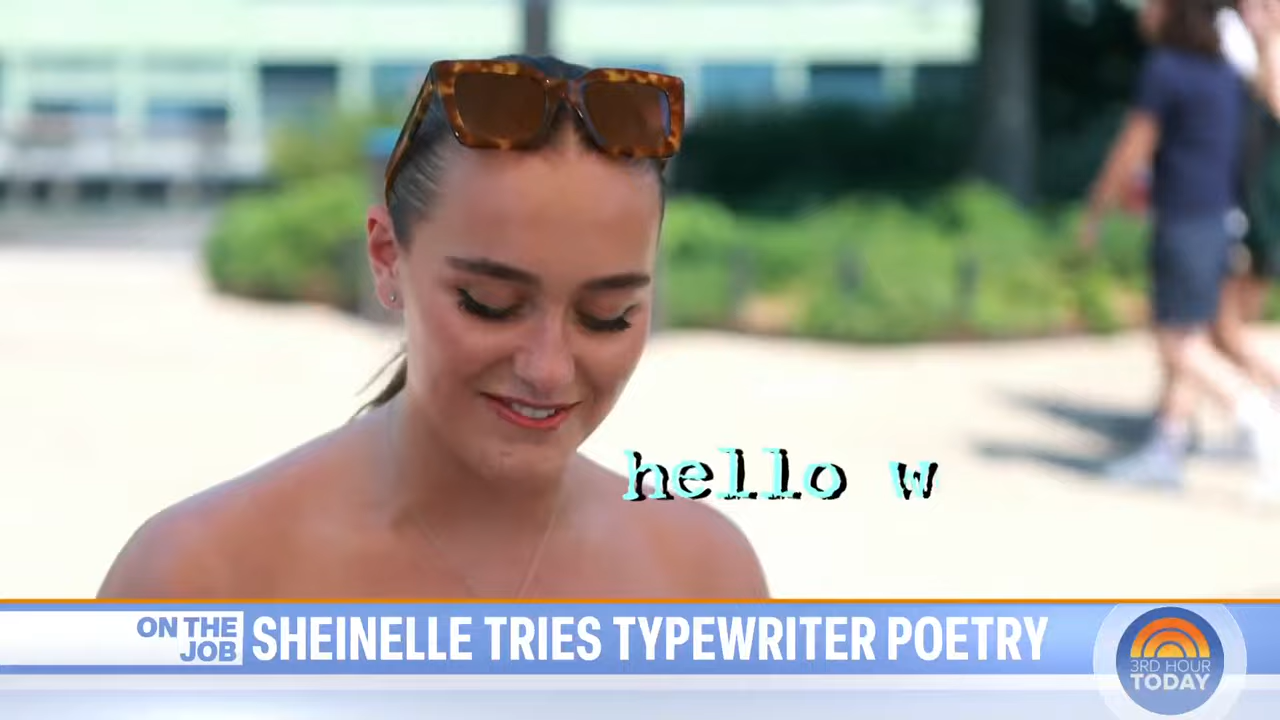 hello w
ON THE
JOB
SHEINELLE TRIES TYPEWRITER POETRY
3RD HOUR
TODAY